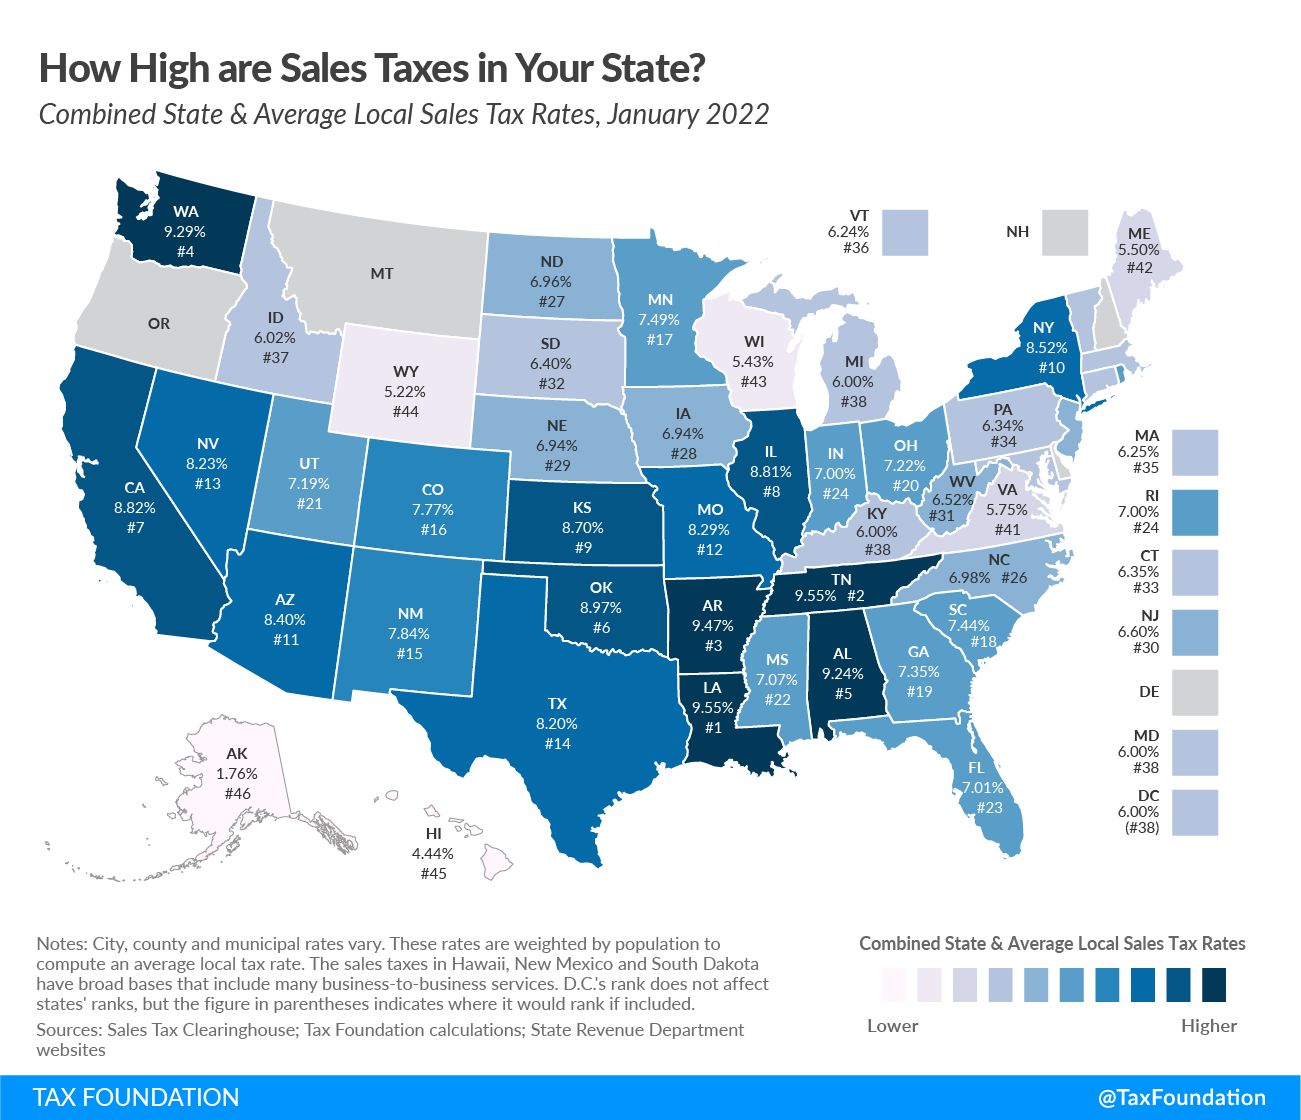 How High are Sales Taxes in Your State?
Combined State & Average Local Sales Tax Rates, January 2022
WA
9.29%
#4
OR
MT
ID
6.02%
#37
WY
5.22%
#44
ND
6.96%
#27
SD
6.40%
#32
NE
6.94%
#29
MN
7.49%
#17
IA
6.94%
#28
WI
5.43%
#43
MI
6.00%
#38
VT
6.24%
#36
NH
ME
5.50%
#42
NY
8.52%
#10
PA
6.34%
#34
CA
8.82%
#7
NV
8.23%
#13
UT
7.19%
#21
CO
7.77%
#16
KS
8.70%
#9
MO
8.29%
#12
IL
8.81%
#8
IN
7.00%
#24
OH
7.22%
#20
WV
6.52%
#31
VA
5.75%
#41
KY
6.00%
#38
NC
6.98% #26
TN
9.55% #2
SC
7.44%
#18
AZ
8.40%
#11
NM
7.84%
#15
OK
8.97%
#6
AR
9.47%
#3
TX
8.20%
#14
LA
9.55%
#1
MS
7.07%
#22
AL
9.24%
#5
GA
7.35%
#19
FL
7.01%
#23
AK
1.76%
#46
HI
4.44%
#45
MA
6.25%
#35
RI
7.00%
#24
CT
6.35%
#33
NJ
6.60%
#30
DE
MD
6.00%
#38
DC
6.00%
(#38)
Notes: City, county and municipal rates vary. These rates are weighted by population to
compute an average local tax rate. The sales taxes in Hawaii, New Mexico and South Dakota
have broad bases that include many business-to-business services. D.C.'s rank does not affect
states' ranks, but the figure in parentheses indicates where it would rank if included.
Sources: Sales Tax Clearinghouse; Tax Foundation calculations; State Revenue Department
websites
Combined State & Average Local Sales Tax Rates
Lower
Higher
TAX FOUNDATION
@TaxFoundation